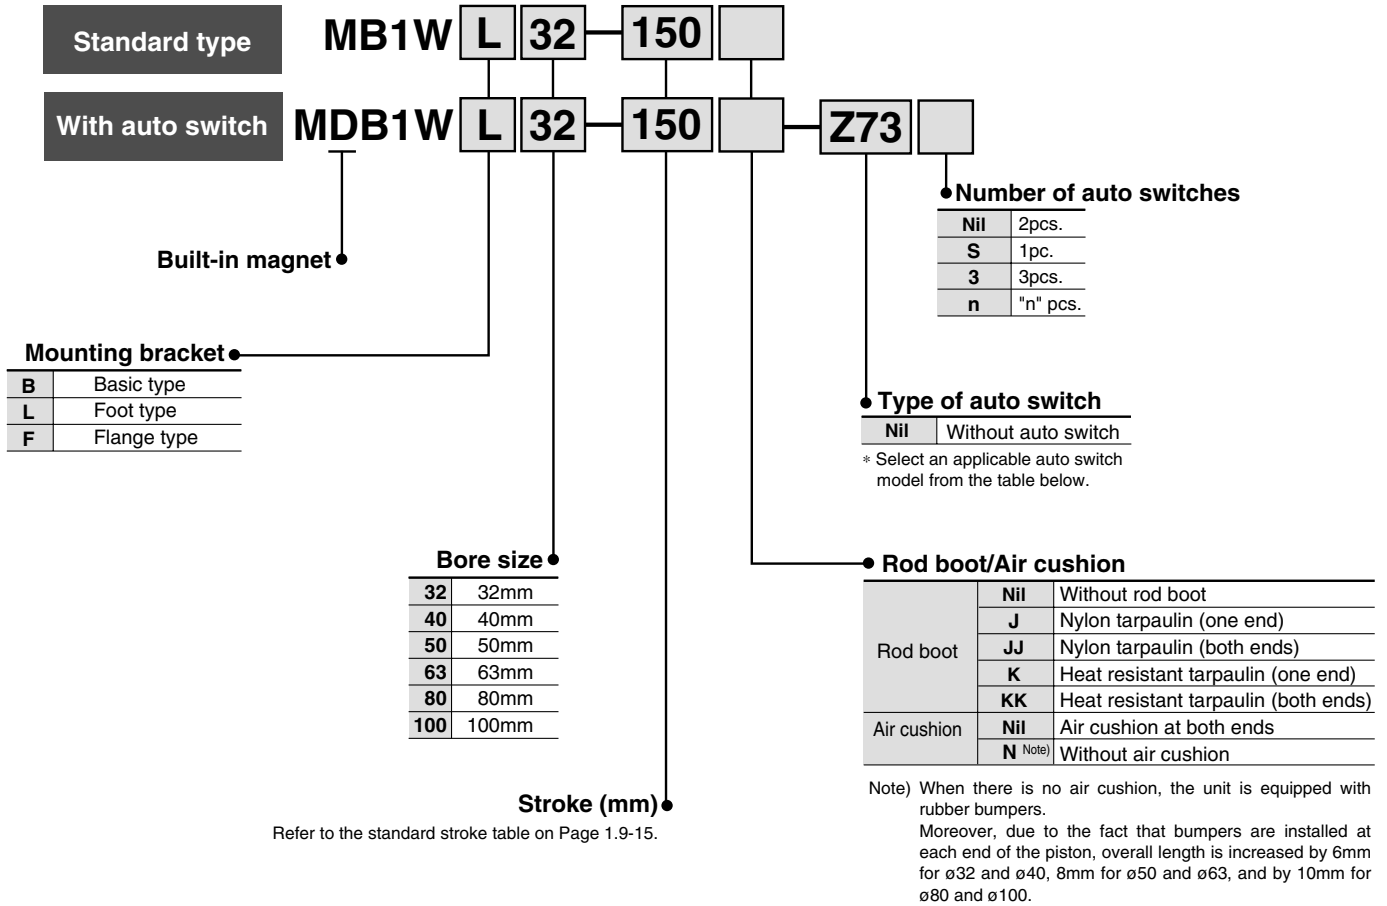 Standard type MB1W L 32 150
With auto switch MDB1W L 32 150 Z73
Number of auto switches
Nil 2pcs.
S 1pc.
3 3pcs.
n "n" pcs.
Built-in magnet
Mounting bracket
B Basic type
L Foot type
F Flange type
Type of auto switch
Nil Without auto switch
* Select an applicable auto switch
model from the table below.
Bore size
32 32mm
40 40mm
50 50mm
63 63mm
80 80mm
100 100mm
Rod boot/Air cushion
Rod boot
Nil Without rod boot
J Nylon tarpaulin (one end)
JJ Nylon tarpaulin (both ends)
K Heat resistant tarpaulin (one end)
KK Heat resistant tarpaulin (both ends)
Air cushion
Nil Air cushion at both ends
N Note) Without air cushion
Stroke (mm)
Refer to the standard stroke table on Page 1.9-15.
Note) When there is no air cushion, the unit is equipped with
rubber bumpers.
Moreover, due to the fact that bumpers are installed at
each end of the piston, overall length is increased by 6mm
for ø32 and ø40, 8mm for ø50 and ø63, and by 10mm for
ø80 and ø100.